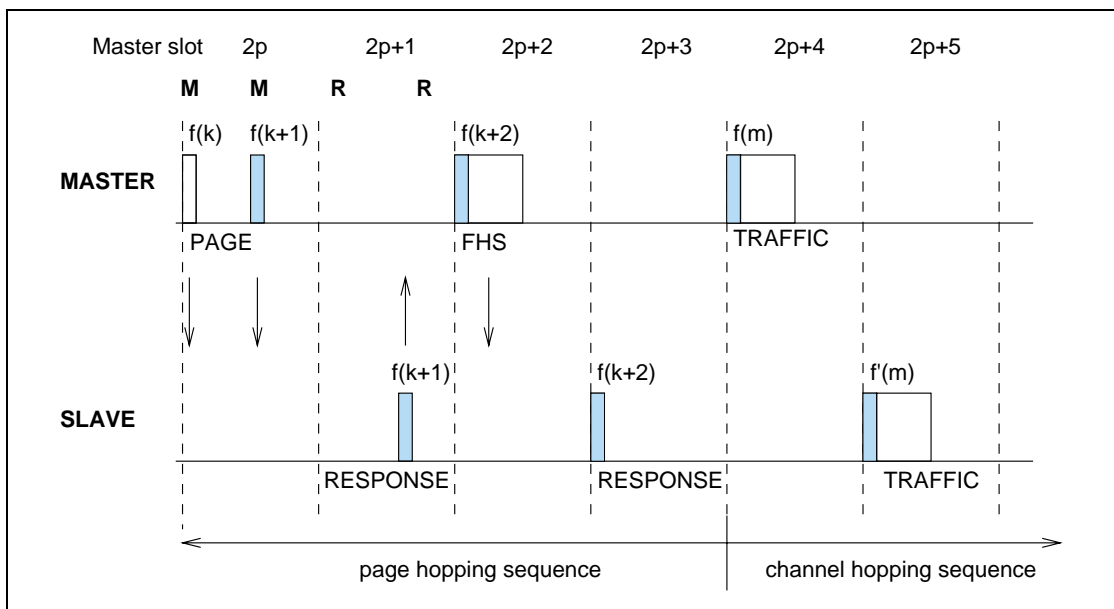 Master slot 2p 2p+1 2p+2 2p+3 2p+4 2p+5
M M R R
f(k) f(k+1) f(k+2) f(m)
MASTER
PAGE FHS TRAFFIC
f(k+1) f(k+2) f'(m)
SLAVE
RESPONSE RESPONSE TRAFFIC
page hopping sequence channel hopping sequence